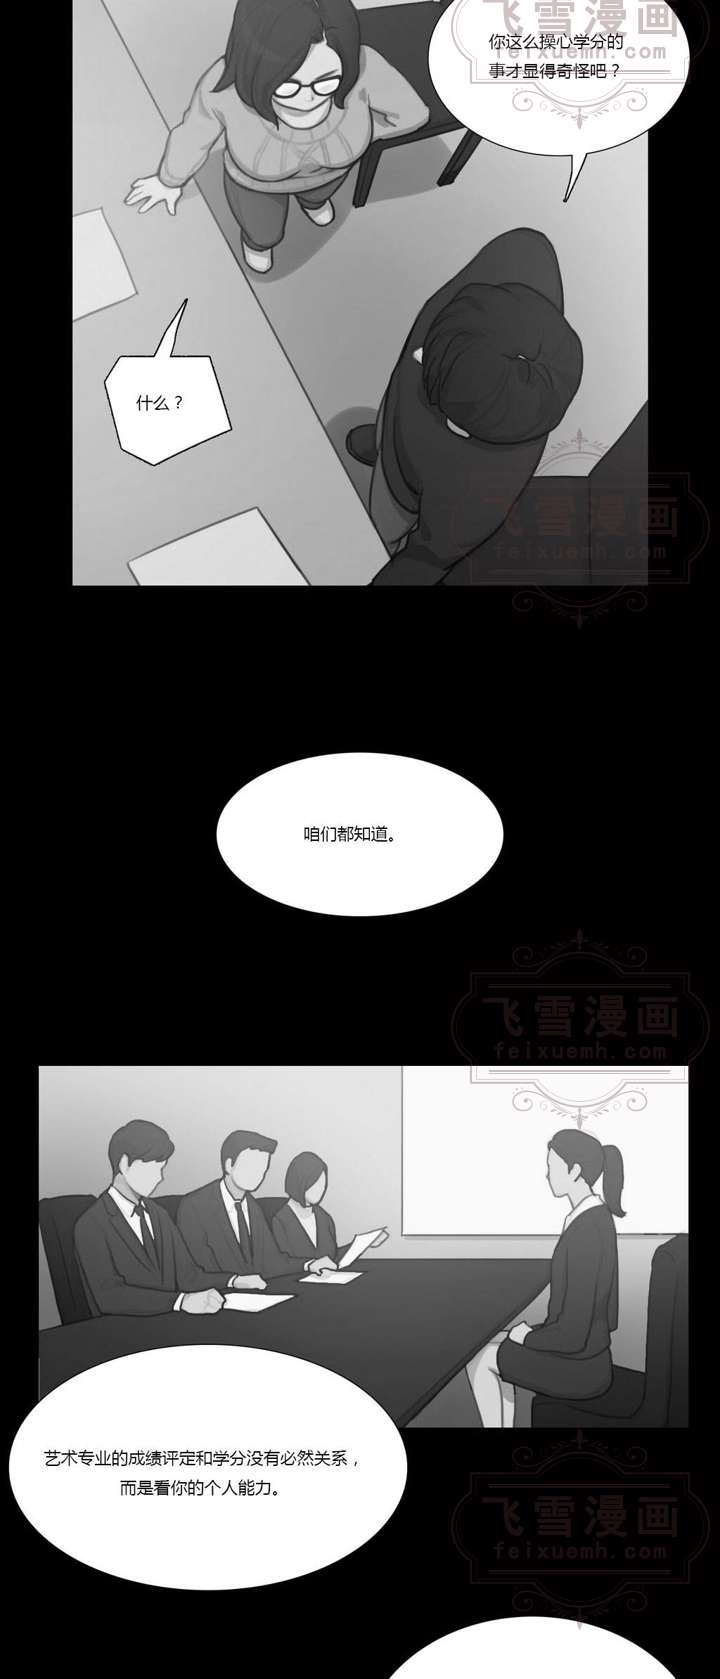 飞雪漫画
feixuemh.com
你这么操心学分的
事才显得奇怪吧？
什么？
飞雪漫画
feixuemh.com
咱们都知道。
飞雪漫画
feixuemh.com
艺术专业的成绩评定和学分没有必然关系，
而是看你的个人能力。
飞雪漫画
feixuemh.com